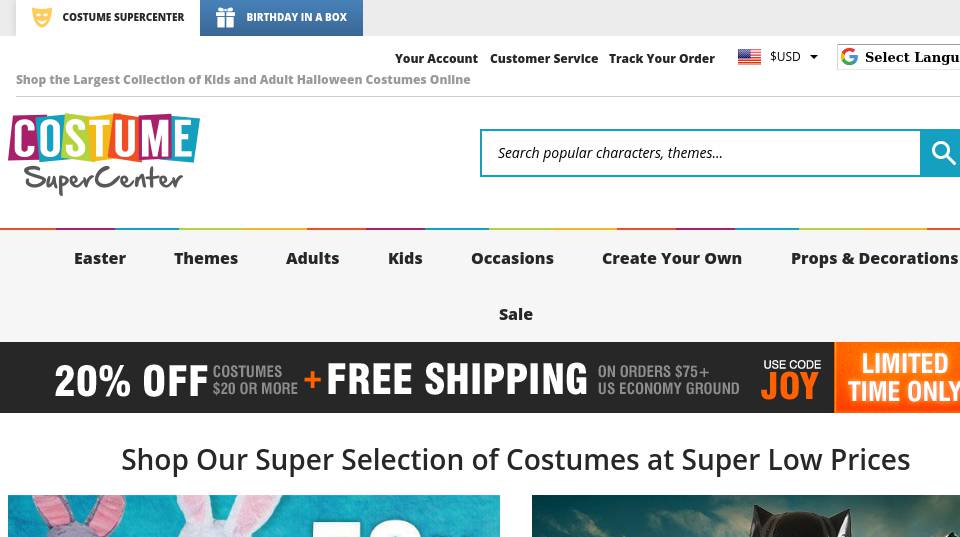 COSTUME SUPERCENTER
BIRTHDAY IN A BOX
Your Account Customer Service Track Your Order $USD Select Langu
Shop the Largest Collection of Kids and Adult Halloween Costumes Online
COSTUME
SuperCenter
Search popular characters, themes...
Easter Themes Adults Kids Occasions Create Your Own Props & Decorations
Sale
20% OFF COSTUMES $20 OR MORE + FREE SHIPPING ON ORDERS $75+ US ECONOMY GROUND
USE CODE
JOY
LIMITED
TIME ONLY
Shop Our Super Selection of Costumes at Super Low Prices